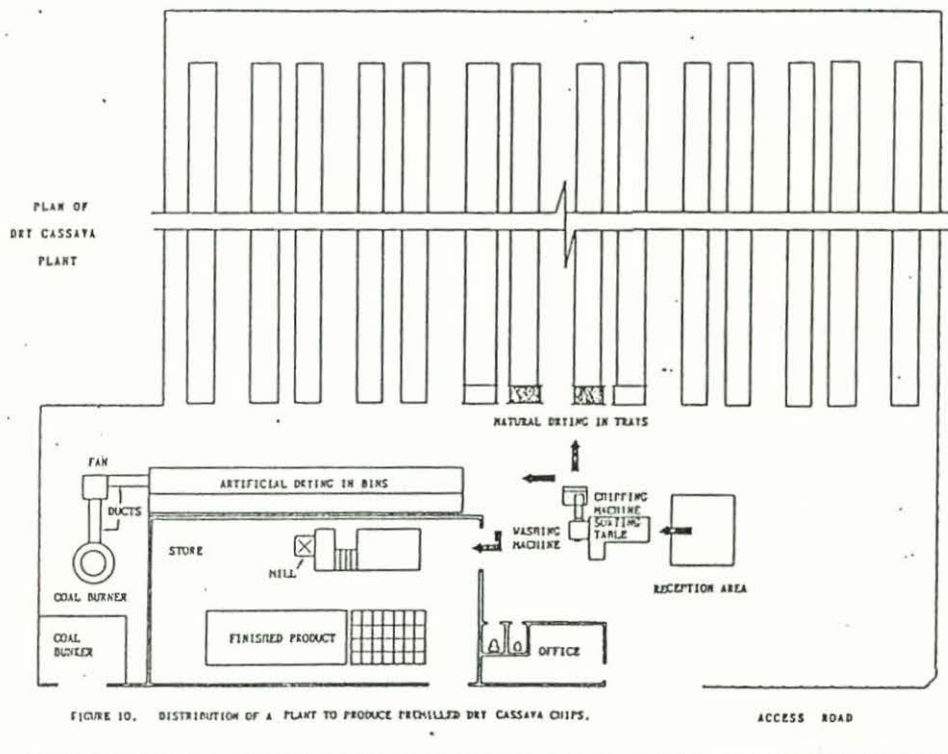 PLAN OF
DRY CASSAVA
PLANT
NATURAL DRYING IN TRAYS
FAN
DUCTS
ARTIFICIAL DRYING IN BINS
CHIPPING
MACHINE
SORTING
TABLE
WASHING
MACHINE
STORE
MILL
RECEPTION AREA
COAL BURNER
COAL
BUNKER
FINISHED PRODUCT
OFFICE
FIGURE 10. DISTRIBUTION OF A PLANT TO PRODUCE PREMILLED DRY CASSAVA CHIPS.
ACCESS ROAD